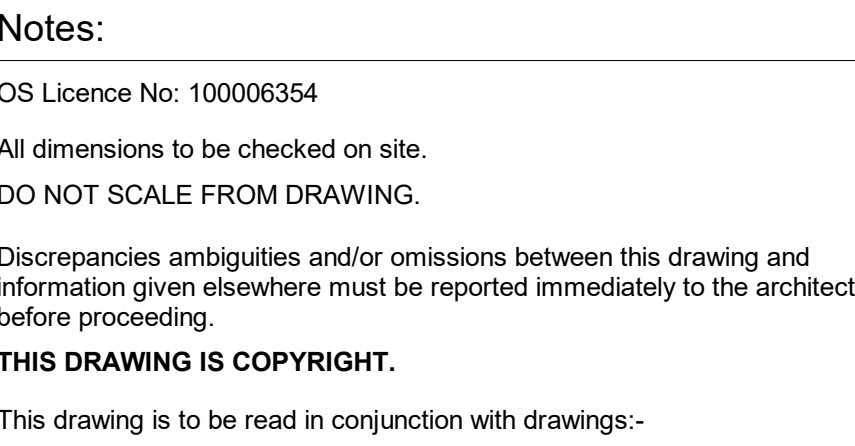 Notes:
OS Licence No: 100006354
All dimensions to be checked on site.
DO NOT SCALE FROM DRAWING.
Discrepancies ambiguities and/or omissions between this drawing and
information given elsewhere must be reported immediately to the architect
before proceeding.
THIS DRAWING IS COPYRIGHT.
This drawing is to be read in conjunction with drawings:-